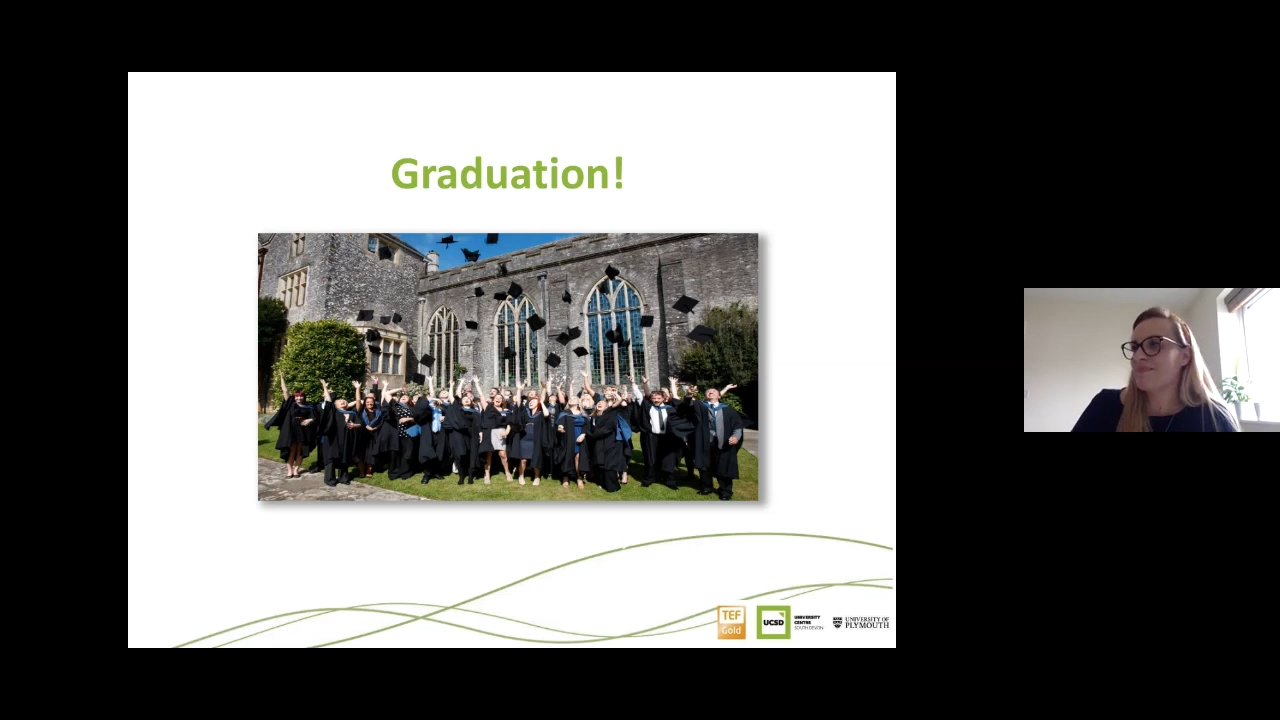 Graduation!
TEF
Gold
UCSD
UNIVERSITY
CENTRE
SOUTH DEVON
UNIVERSITY OF
PLYMOUTH